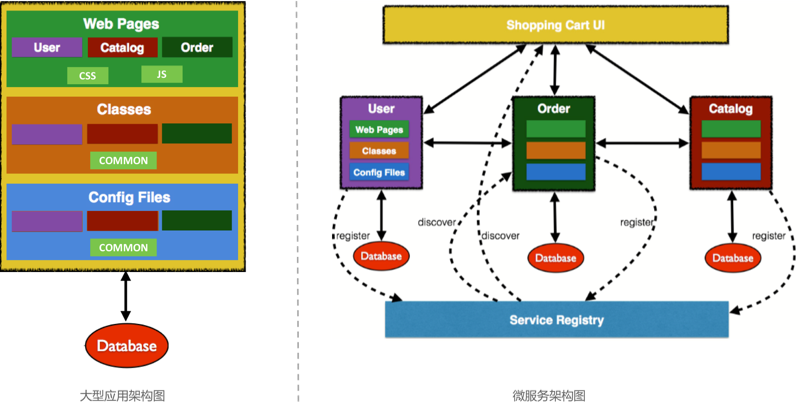 Web Pages
User Catalog Order
CSS JS
Classes
COMMON
Config Files
COMMON
Database
大型应用架构图
Shopping Cart UI
User Order Catalog
Web Pages
Classes
Config Files
discover register
register discover register
Database Database Database
Service Registry
微服务架构图